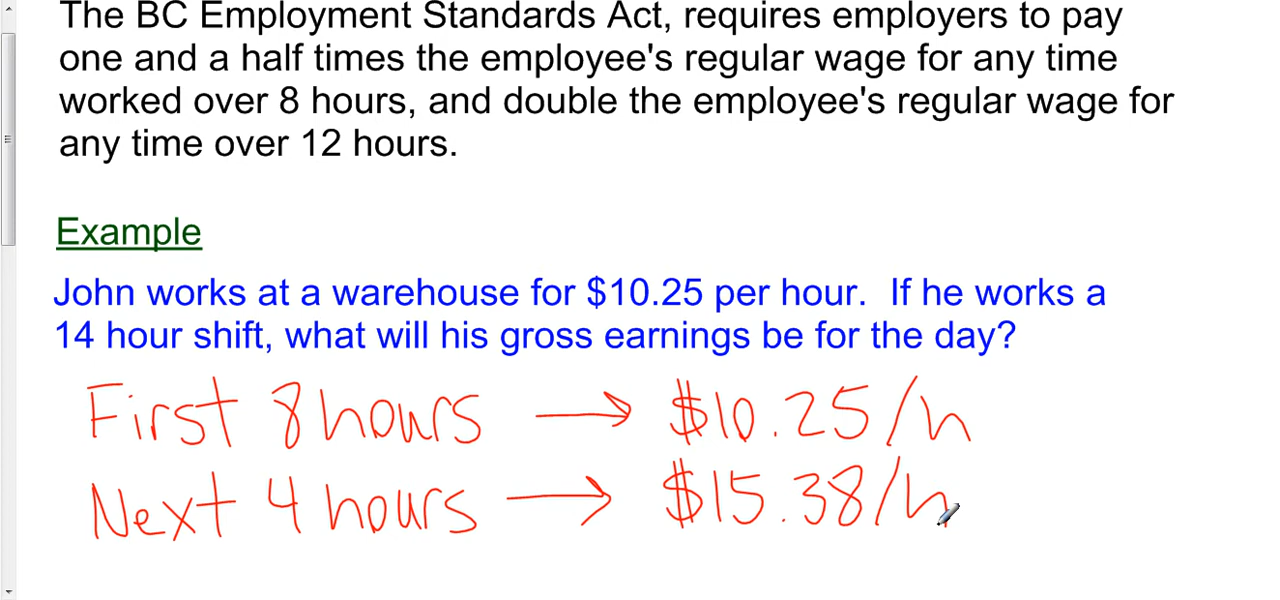 The BC Employment Standards Act, requires employers to pay
one and a half times the employee's regular wage for any time
worked over 8 hours, and double the employee's regular wage for
any time over 12 hours.
Example
John works at a warehouse for $10.25 per hour. If he works a
14 hour shift, what will his gross earnings be for the day?
First 8 hours → $10.25/h
Next 4 hours → $15.38/h